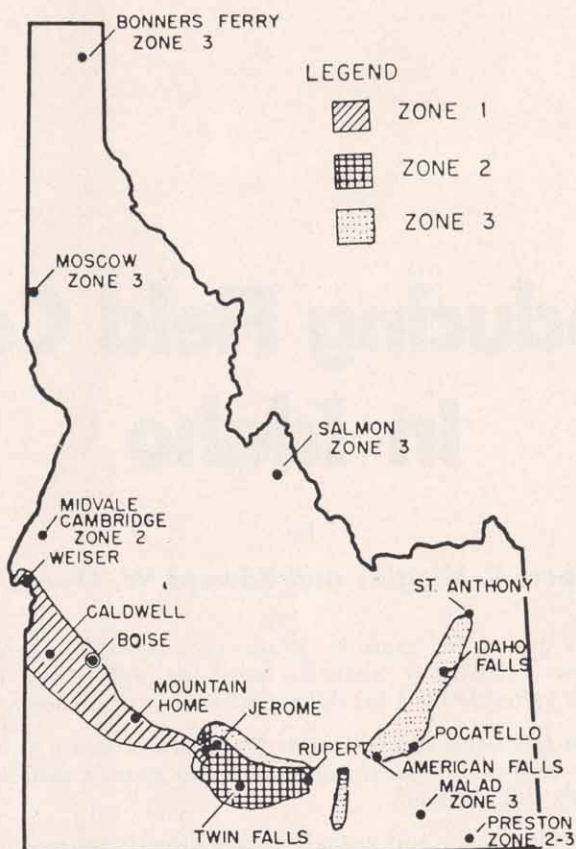 BONNERS FERRY
ZONE 3
LEGEND
ZONE 1
ZONE 2
ZONE 3
MOSCOW
ZONE 3
SALMON
ZONE 3
MIDVALE
CAMBRIDGE
ZONE 2
WEISER
ST. ANTHONY
CALDWELL
BOISE
IDAHO
FALLS
MOUNTAIN
HOME
JEROME
POCATELLO
RUPERT
AMERICAN FALLS
MALAD
ZONE 3
TWIN FALLS
PRESTON
ZONE 2-3